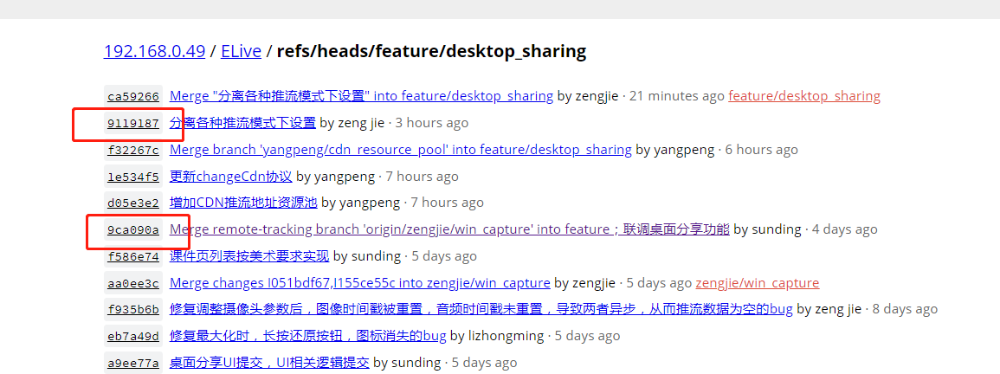 192.168.0.49 / ELive / refs/heads/feature/desktop_sharing
ca59266 Merge "分离各种推流模式下设置" into feature/desktop_sharing by zengjie · 21 minutes ago feature/desktop_sharing
9119187 分离各种推流模式下设置 by zeng jie · 3 hours ago
f32267c Merge branch 'yangpeng/cdn_resource_pool' into feature/desktop_sharing by yangpeng · 6 hours ago
1e534f5 更新changeCdn协议 by yangpeng · 7 hours ago
d05e3e2 增加CDN推流地址资源池 by yangpeng · 7 hours ago
9ca090a Merge remote-tracking branch 'origin/zengjie/win_capture' into feature；联调桌面分享功能 by sunding · 4 days ago
f586e74 课件页列表按美术要求实现 by sunding · 5 days ago
aa0ee3c Merge changes I051bdf67,I155ce55c into zengjie/win_capture by zengjie · 5 days ago zengjie/win_capture
f935b6b 修复调整摄像头参数后，图像时间戳被重置，音频时间戳未重置，导致两者异步，从而推流数据为空的bug by zeng jie · 8 days ago
eb7a49d 修复最大化时，长按还原按钮，图标消失的bug by lizhongming · 5 days ago
a9ee77a 桌面分享UI提交，UI相关逻辑提交 by sunding · 5 days ago